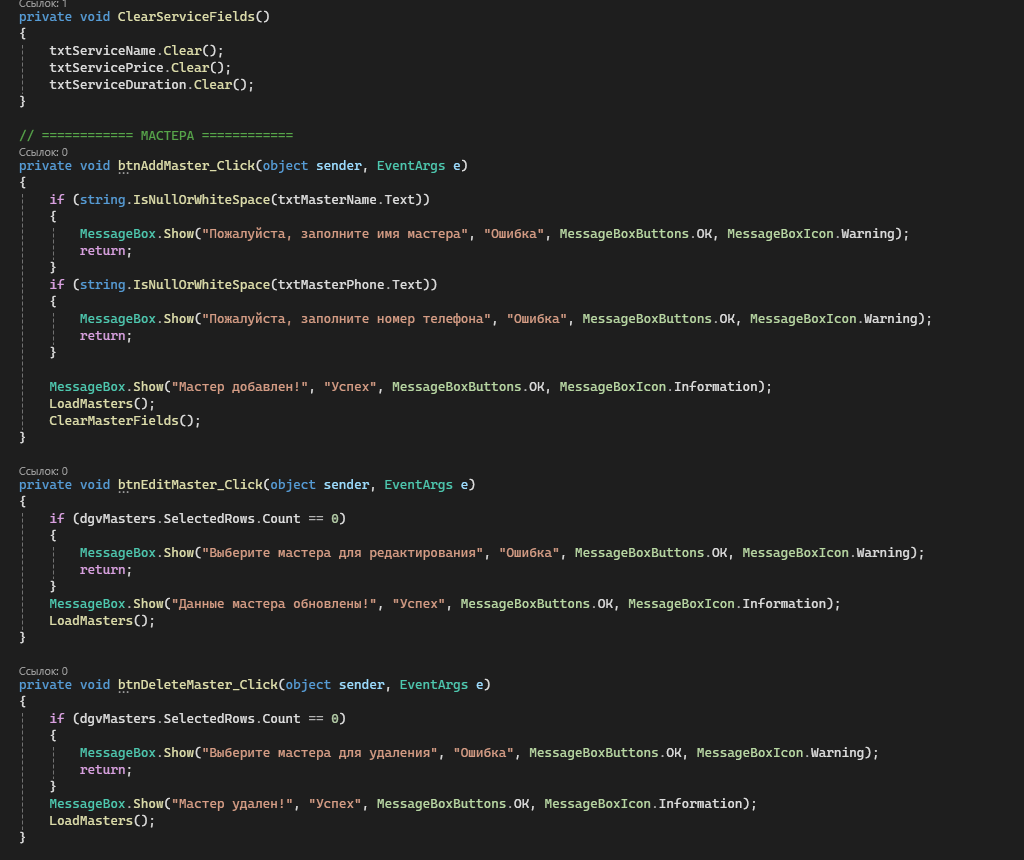 Ссылок: 1
private void ClearServiceFields()
{
    txtServiceName.Clear();
    txtServicePrice.Clear();
    txtServiceDuration.Clear();
}

// ============ МАСТЕРА ============
Ссылок: 0
private void btnAddMaster_Click(object sender, EventArgs e)
{
    if (string.IsNullOrWhiteSpace(txtMasterName.Text))
    {
        MessageBox.Show("Пожалуйста, заполните имя мастера", "Ошибка", MessageBoxButtons.OK, MessageBoxIcon.Warning);
        return;
    }
    if (string.IsNullOrWhiteSpace(txtMasterPhone.Text))
    {
        MessageBox.Show("Пожалуйста, заполните номер телефона", "Ошибка", MessageBoxButtons.OK, MessageBoxIcon.Warning);
        return;
    }

    MessageBox.Show("Мастер добавлен!", "Успех", MessageBoxButtons.OK, MessageBoxIcon.Information);
    LoadMasters();
    ClearMasterFields();
}

Ссылок: 0
private void btnEditMaster_Click(object sender, EventArgs e)
{
    if (dgvMasters.SelectedRows.Count == 0)
    {
        MessageBox.Show("Выберите мастера для редактирования", "Ошибка", MessageBoxButtons.OK, MessageBoxIcon.Warning);
        return;
    }
    MessageBox.Show("Данные мастера обновлены!", "Успех", MessageBoxButtons.OK, MessageBoxIcon.Information);
    LoadMasters();
}

Ссылок: 0
private void btnDeleteMaster_Click(object sender, EventArgs e)
{
    if (dgvMasters.SelectedRows.Count == 0)
    {
        MessageBox.Show("Выберите мастера для удаления", "Ошибка", MessageBoxButtons.OK, MessageBoxIcon.Warning);
        return;
    }
    MessageBox.Show("Мастер удален!", "Успех", MessageBoxButtons.OK, MessageBoxIcon.Information);
    LoadMasters();
}